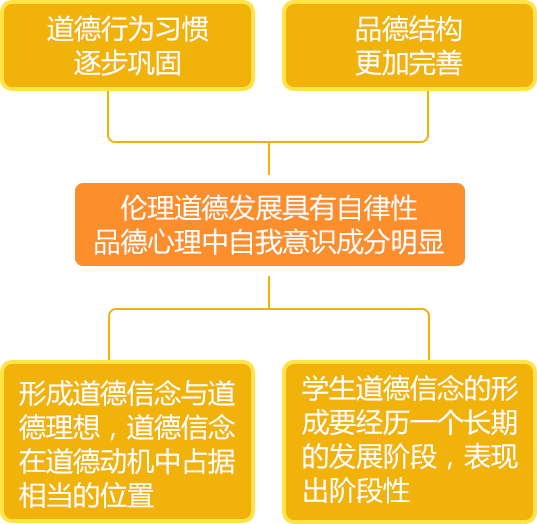 道德行为习惯
逐步巩固
品德结构
更加完善
伦理道德发展具有自律性
品德心理中自我意识成分明显
形成道德信念与道
德理想，道德信念
在道德动机中占据
相当的位置
学生道德信念的形
成要经历一个长期
的发展阶段，表现
出阶段性